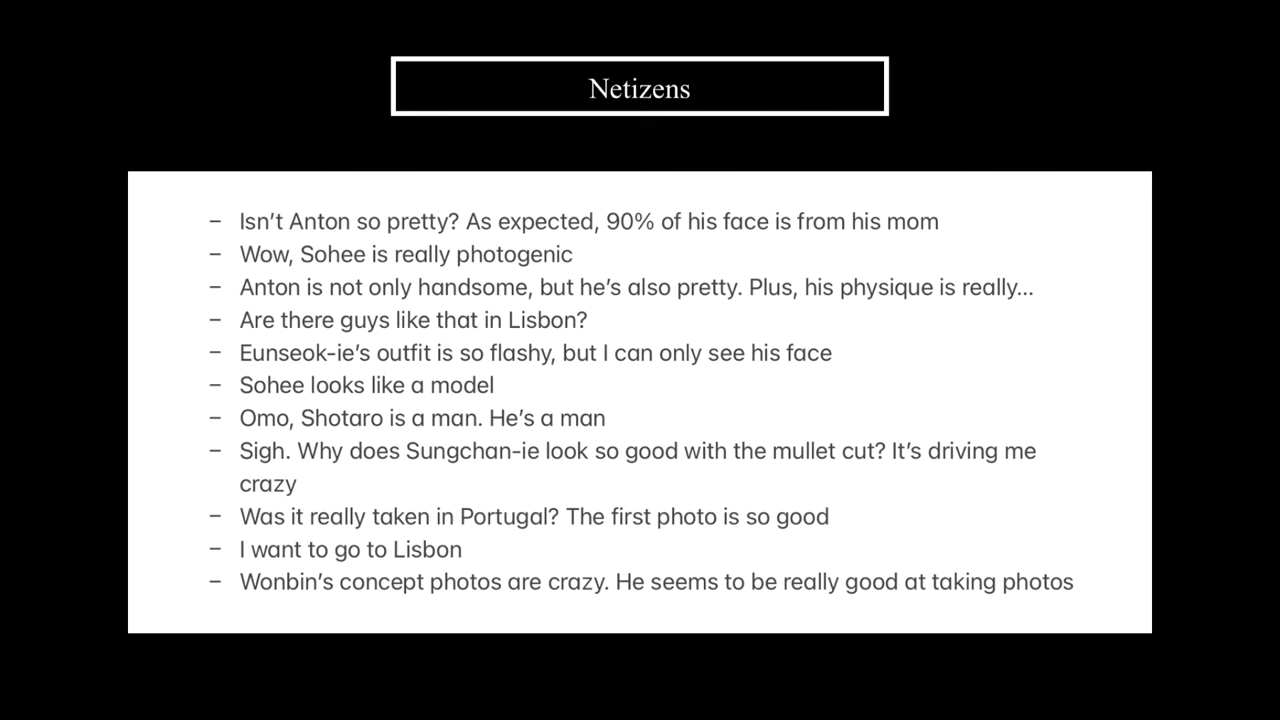 Netizens
– Isn’t Anton so pretty? As expected, 90% of his face is from his mom
– Wow, Sohee is really photogenic
– Anton is not only handsome, but he’s also pretty. Plus, his physique is really...
– Are there guys like that in Lisbon?
– Eunseok-ie’s outfit is so flashy, but I can only see his face
– Sohee looks like a model
– Omo, Shotaro is a man. He’s a man
– Sigh. Why does Sungchan-ie look so good with the mullet cut? It’s driving me
crazy
– Was it really taken in Portugal? The first photo is so good
– I want to go to Lisbon
– Wonbin’s concept photos are crazy. He seems to be really good at taking photos